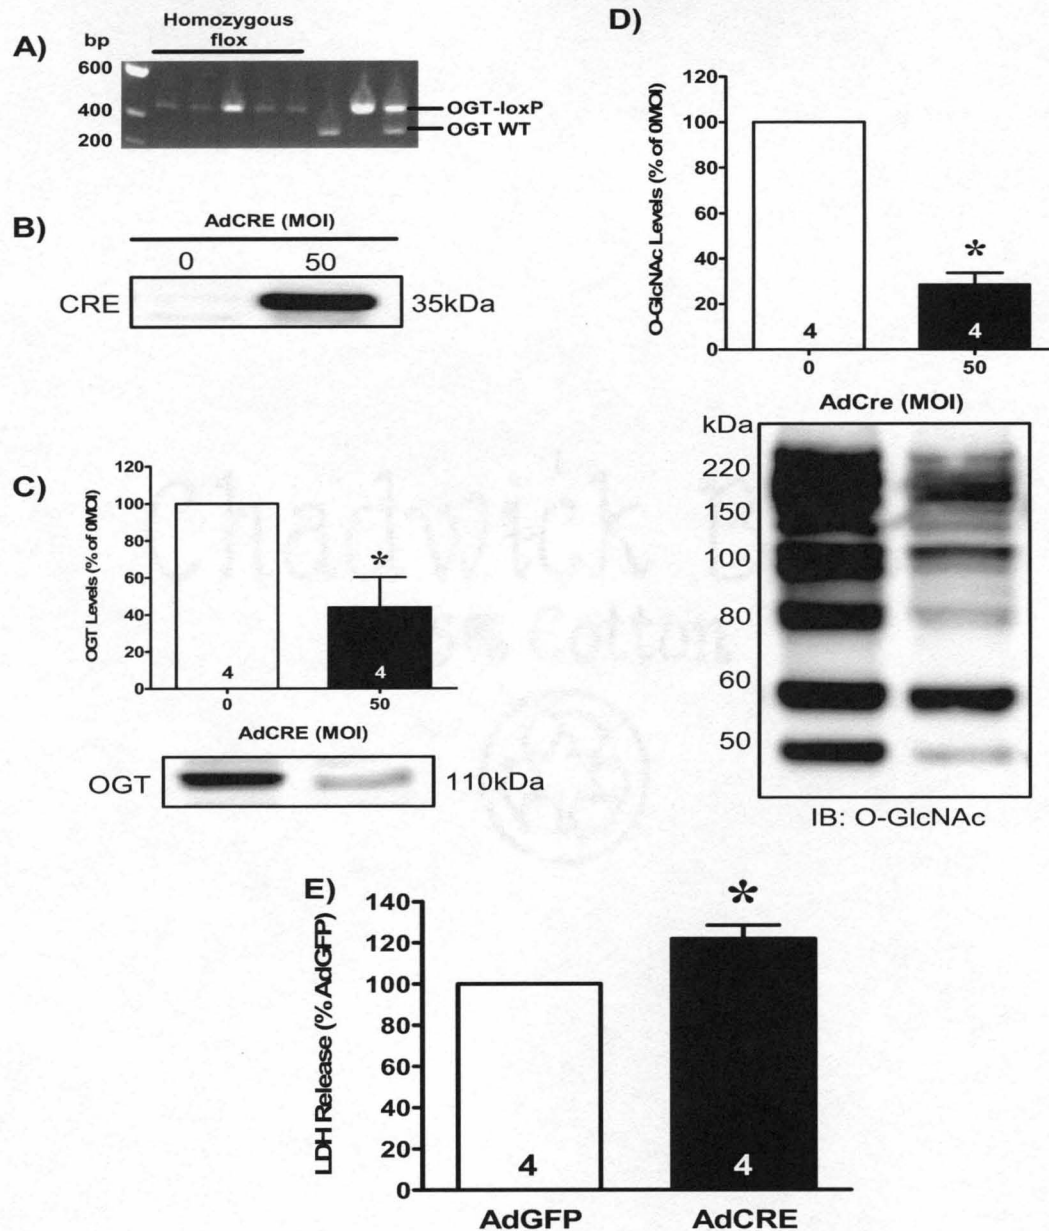 A)
bp
Homozygous
flox
600
400
200
OGT-loxP
OGT WT
B)
AdCRE (MOI)
0 50
CRE
35kDa
C)
OGT Levels (% of 0MOI)
120
100
80
60
40
20
0
*
4 4
0 50
AdCRE (MOI)
OGT
110kDa
D)
O-GlcNAc Levels (% of 0MOI)
120
100
80
60
40
20
0
*
4 4
0 50
AdCre (MOI)
kDa
220
150
100
80
60
50
IB: O-GlcNAc
E)
LDH Release (% AdGFP)
140
120
100
80
60
40
20
0
*
4 4
AdGFP AdCRE